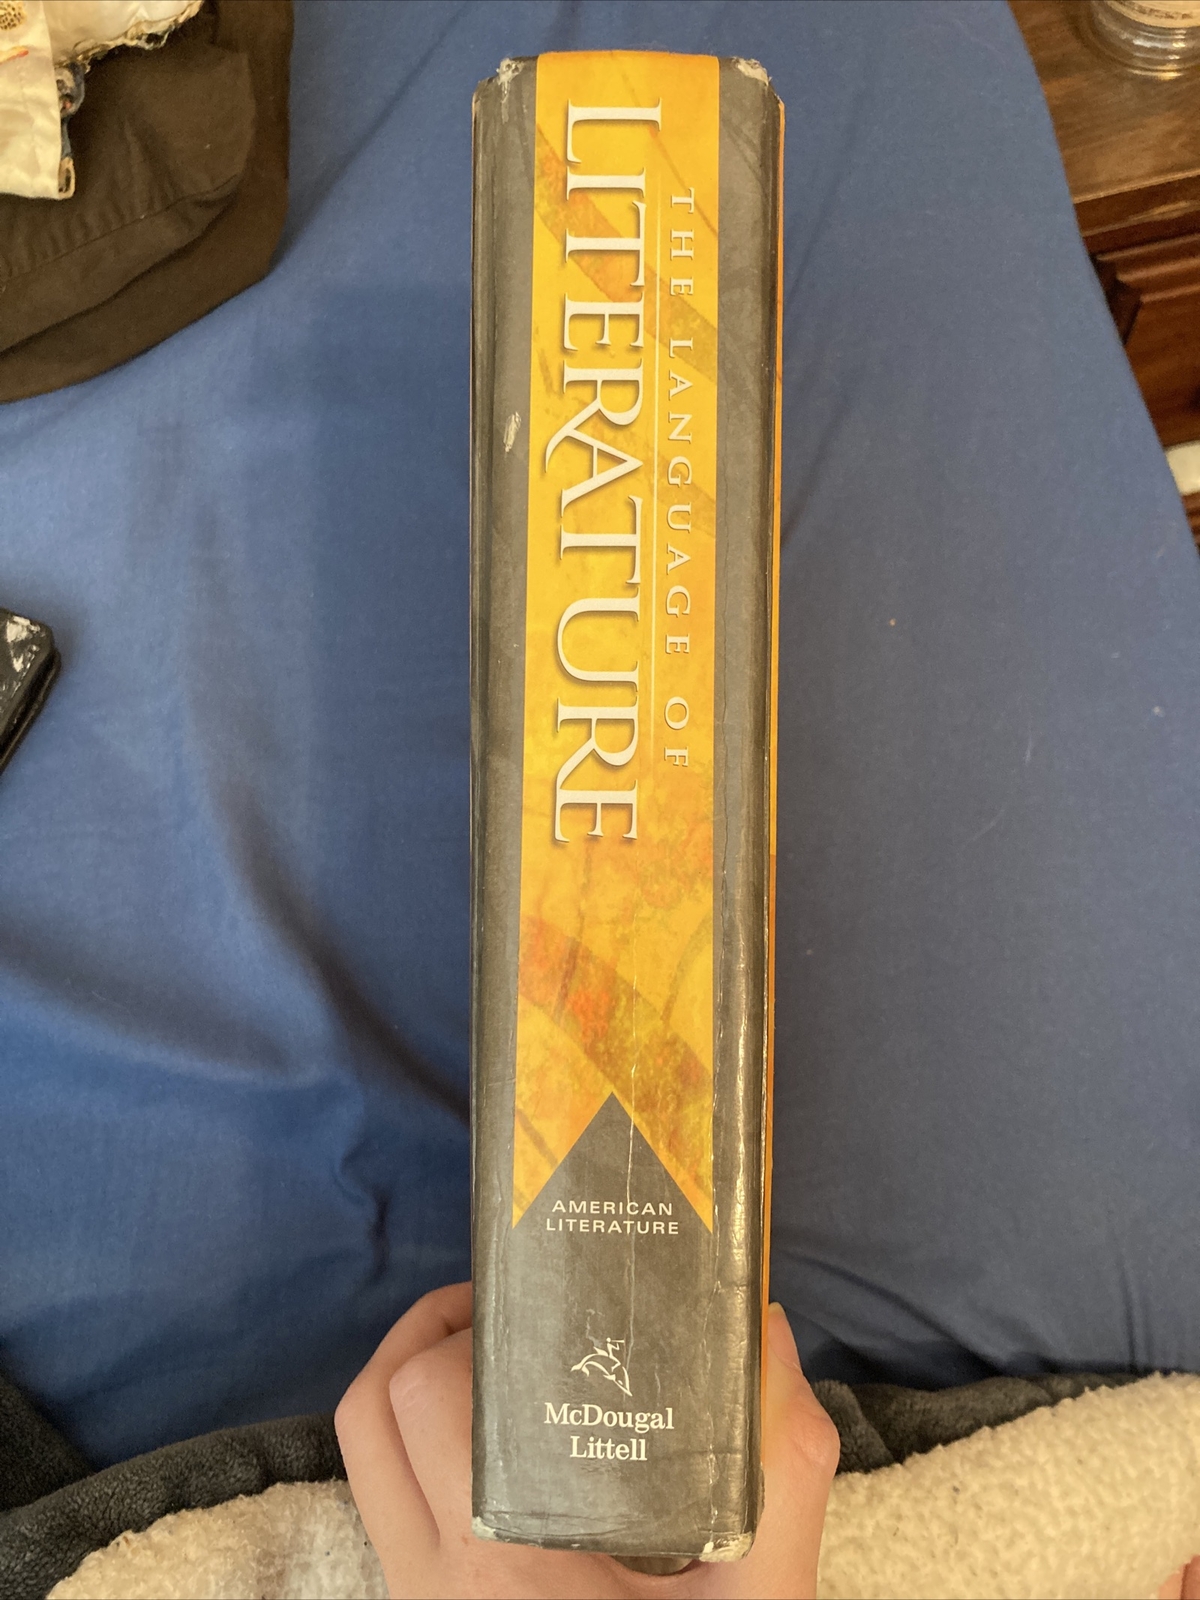 THE LANGUAGE OF
LITERATURE
AMERICAN
LITERATURE
McDougal
Littell